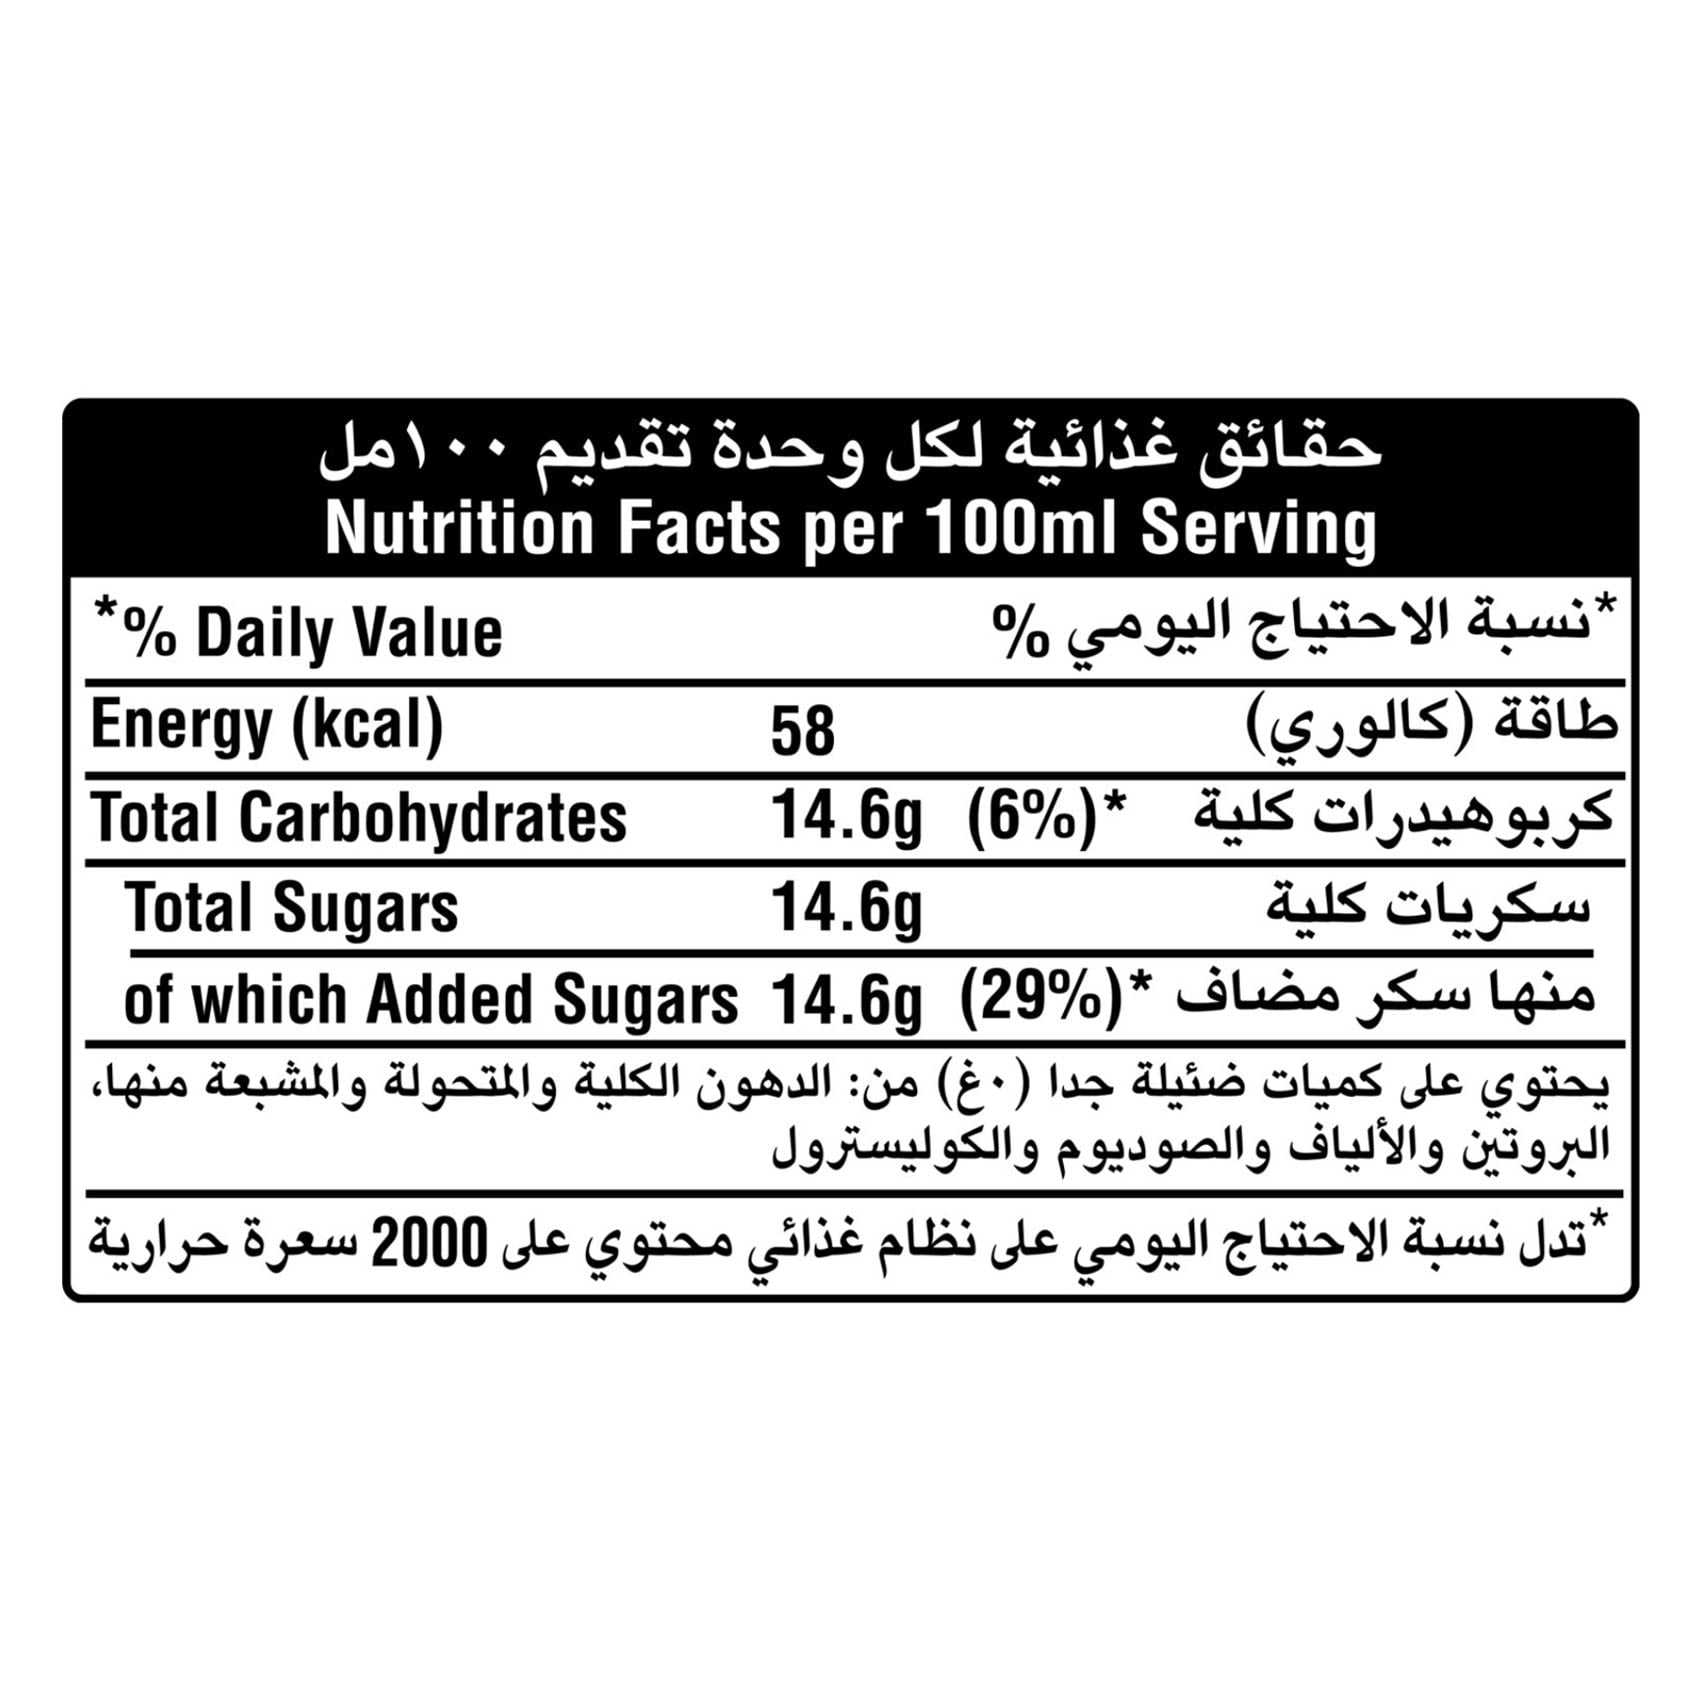 حقائق غذائية لكل وحدة تقديم ١٠٠مل
Nutrition Facts per 100ml Serving
*% Daily Value % نسبة الاحتياج اليومي*
Energy (kcal) 58 طاقة (كالوري)
Total Carbohydrates 14.6g (6%)* كربوهيدرات كلية
Total Sugars 14.6g سكريات كلية
of which Added Sugars 14.6g (29%)* منها سكر مضاف
يحتوي على كميات ضئيلة جدا (٠غ) من: الدهون الكلية والمتحولة والمشبعة منها،
البروتين والألياف والصوديوم والكوليسترول
*تدل نسبة الاحتياج اليومي على نظام غذائي محتوي على 2000 سعرة حرارية